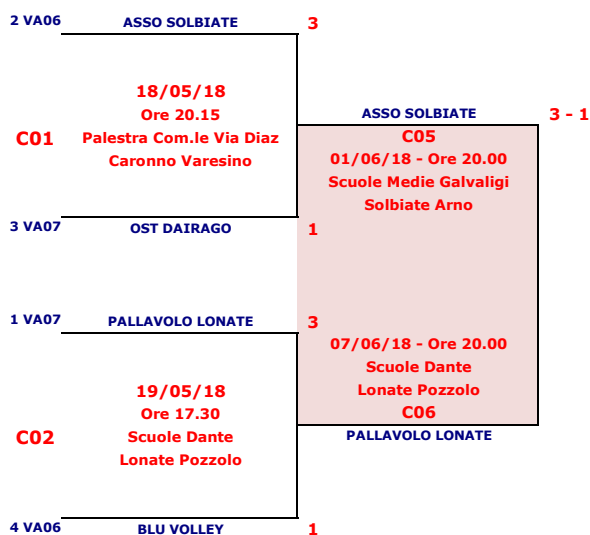 2 VA06 ASSO SOLBIATE 3
18/05/18
Ore 20.15
C01 Palestra Com.le Via Diaz
Caronno Varesino
3 VA07 OST DAIRAGO 1
ASSO SOLBIATE 3 - 1
C05
01/06/18 - Ore 20.00
Scuole Medie Galvaligi
Solbiate Arno
1 VA07 PALLAVOLO LONATE 3
19/05/18
Ore 17.30
C02 Scuole Dante
Lonate Pozzolo
4 VA06 BLU VOLLEY 1
07/06/18 - Ore 20.00
Scuole Dante
Lonate Pozzolo
C06
PALLAVOLO LONATE